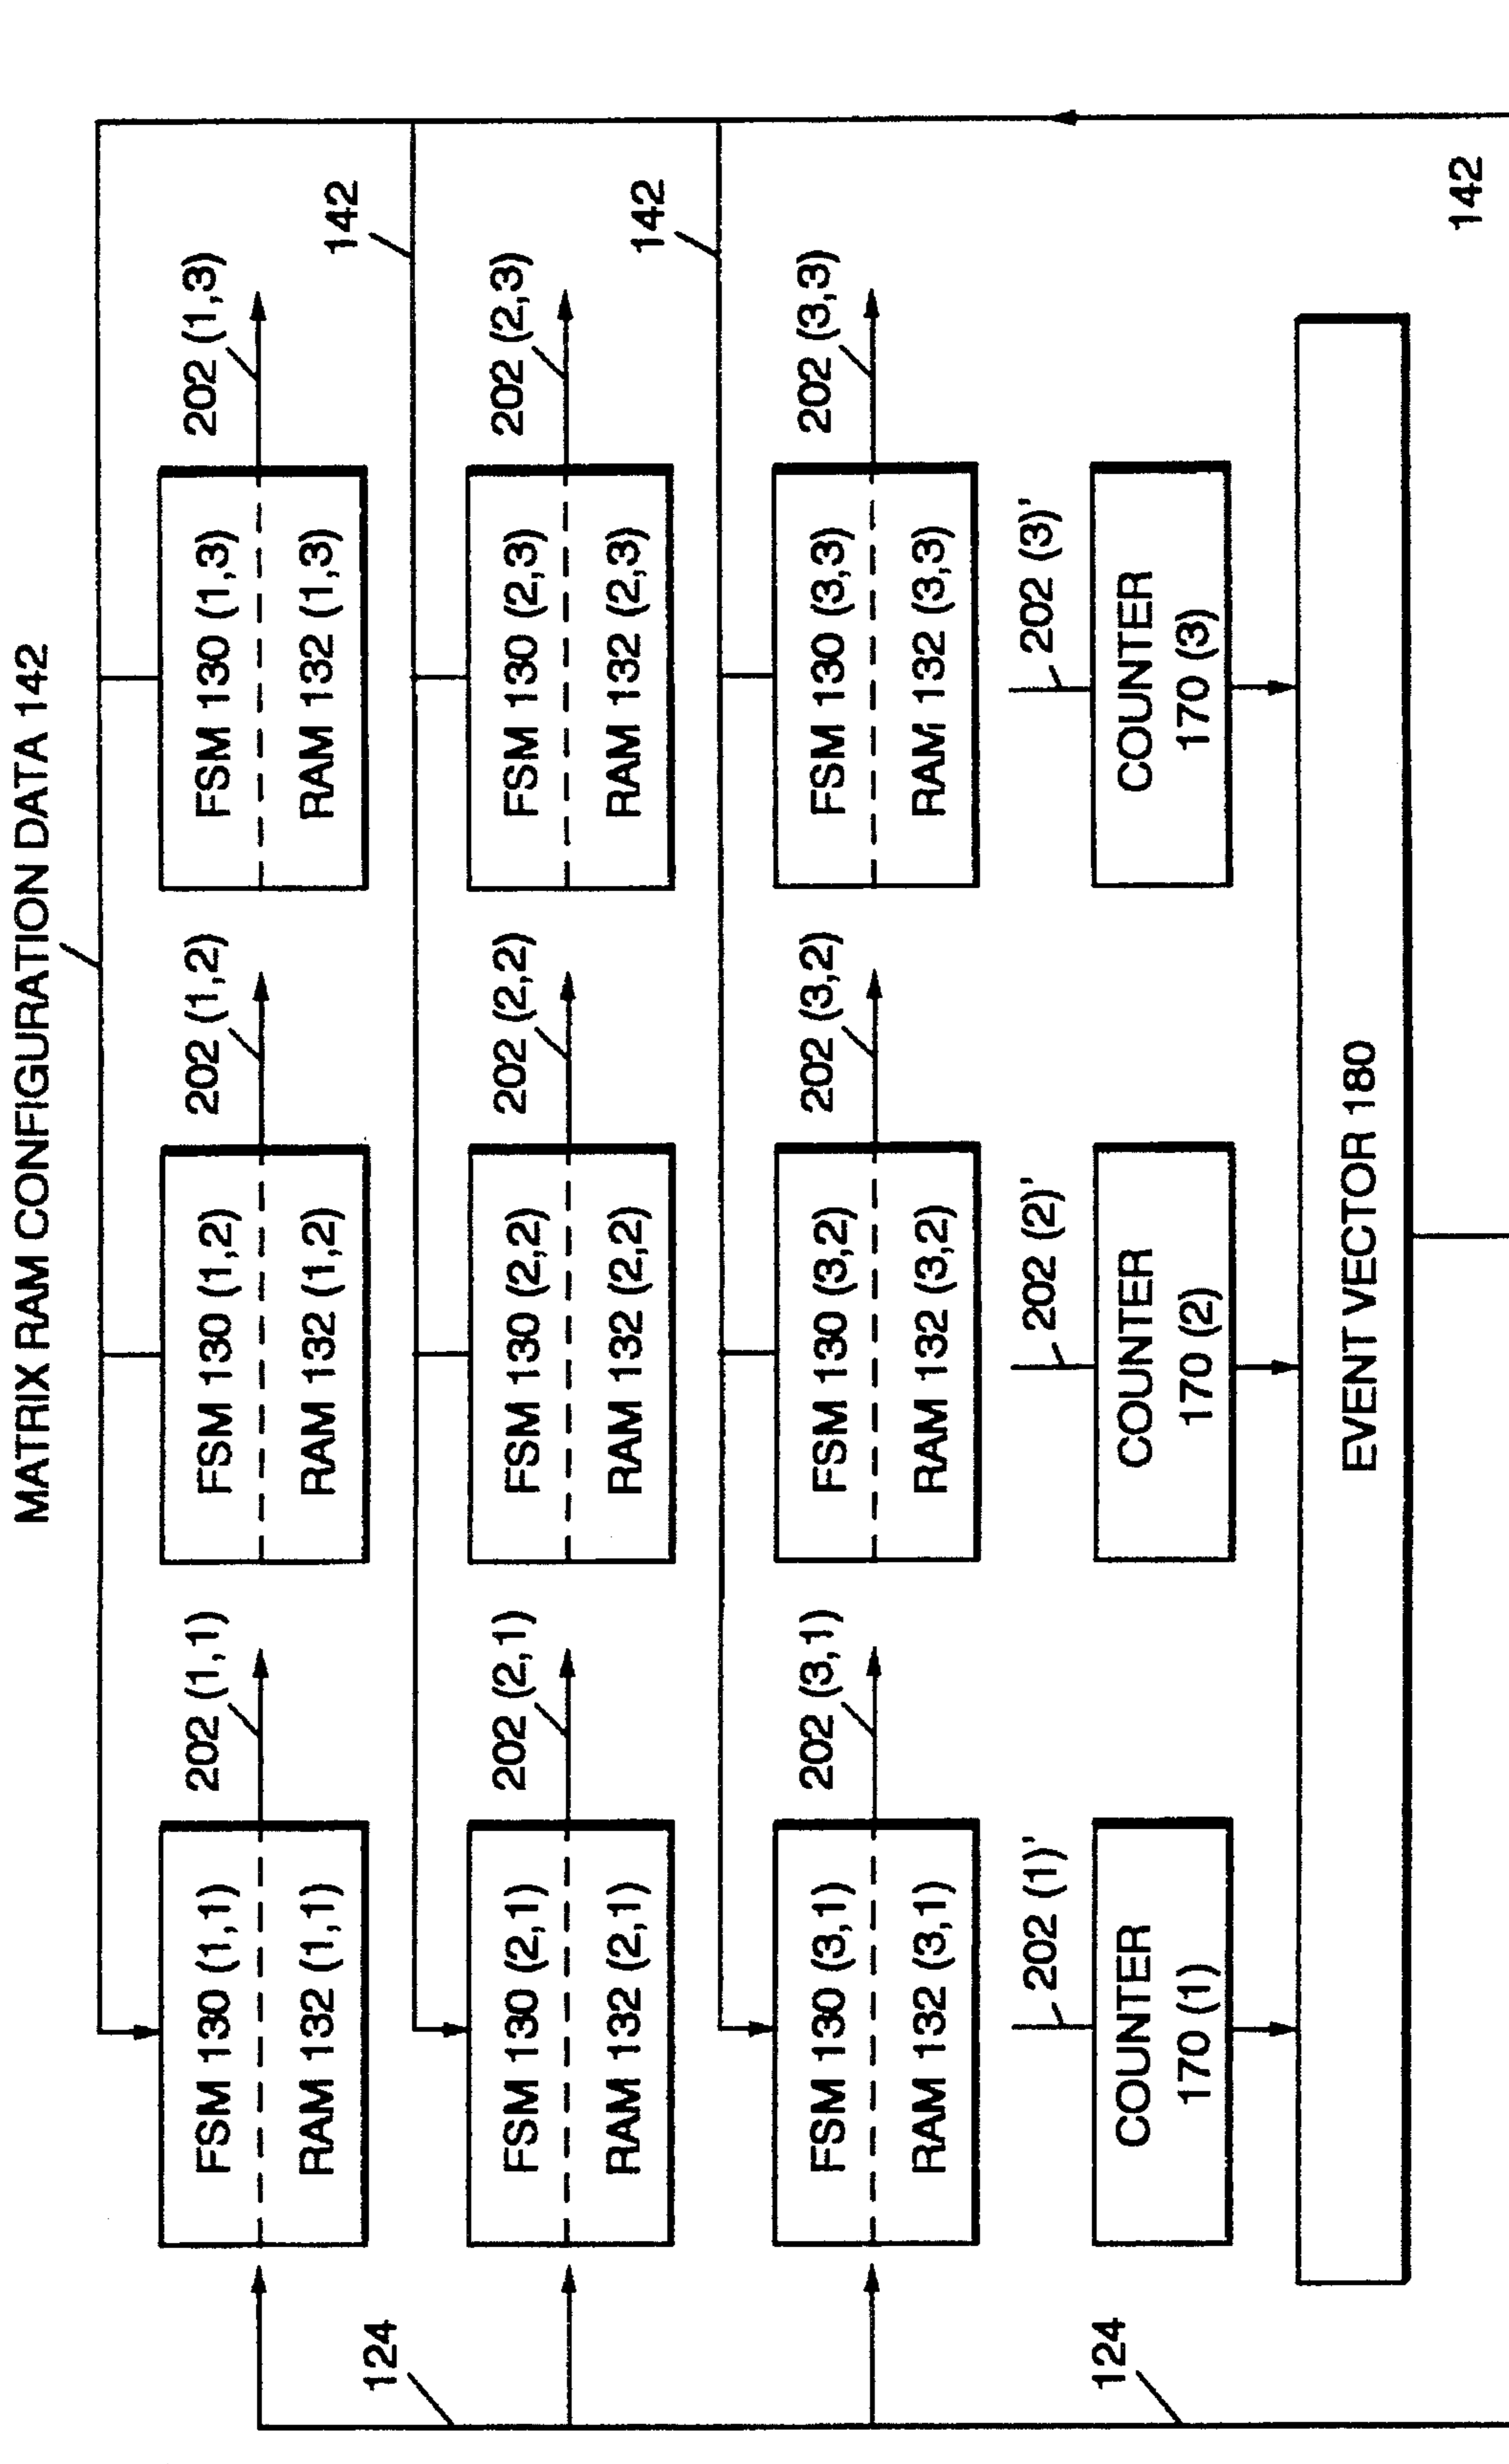 MATRIX RAM CONFIGURATION DATA 142
202 (1,1)
202 (1,2)
202 (1,3)
FSM 130 (1,1)
FSM 130 (1,2)
FSM 130 (1,3)
RAM 132 (1,1)
RAM 132 (1,2)
RAM 132 (1,3)
142
124
202 (2,1)
202 (2,2)
202 (2,3)
FSM 130 (2,1)
FSM 130 (2,2)
FSM 130 (2,3)
RAM 132 (2,1)
RAM 132 (2,2)
RAM 132 (2,3)
142
202 (3,1)
202 (3,2)
202 (3,3)
FSM 130 (3,1)
FSM 130 (3,2)
FSM 130 (3,3)
RAM 132 (3,1)
RAM 132 (3,2)
RAM 132 (3,3)
202 (1)'
202 (2)'
202 (3)'
124
COUNTER
170 (1)
COUNTER
170 (2)
COUNTER
170 (3)
EVENT VECTOR 180
142